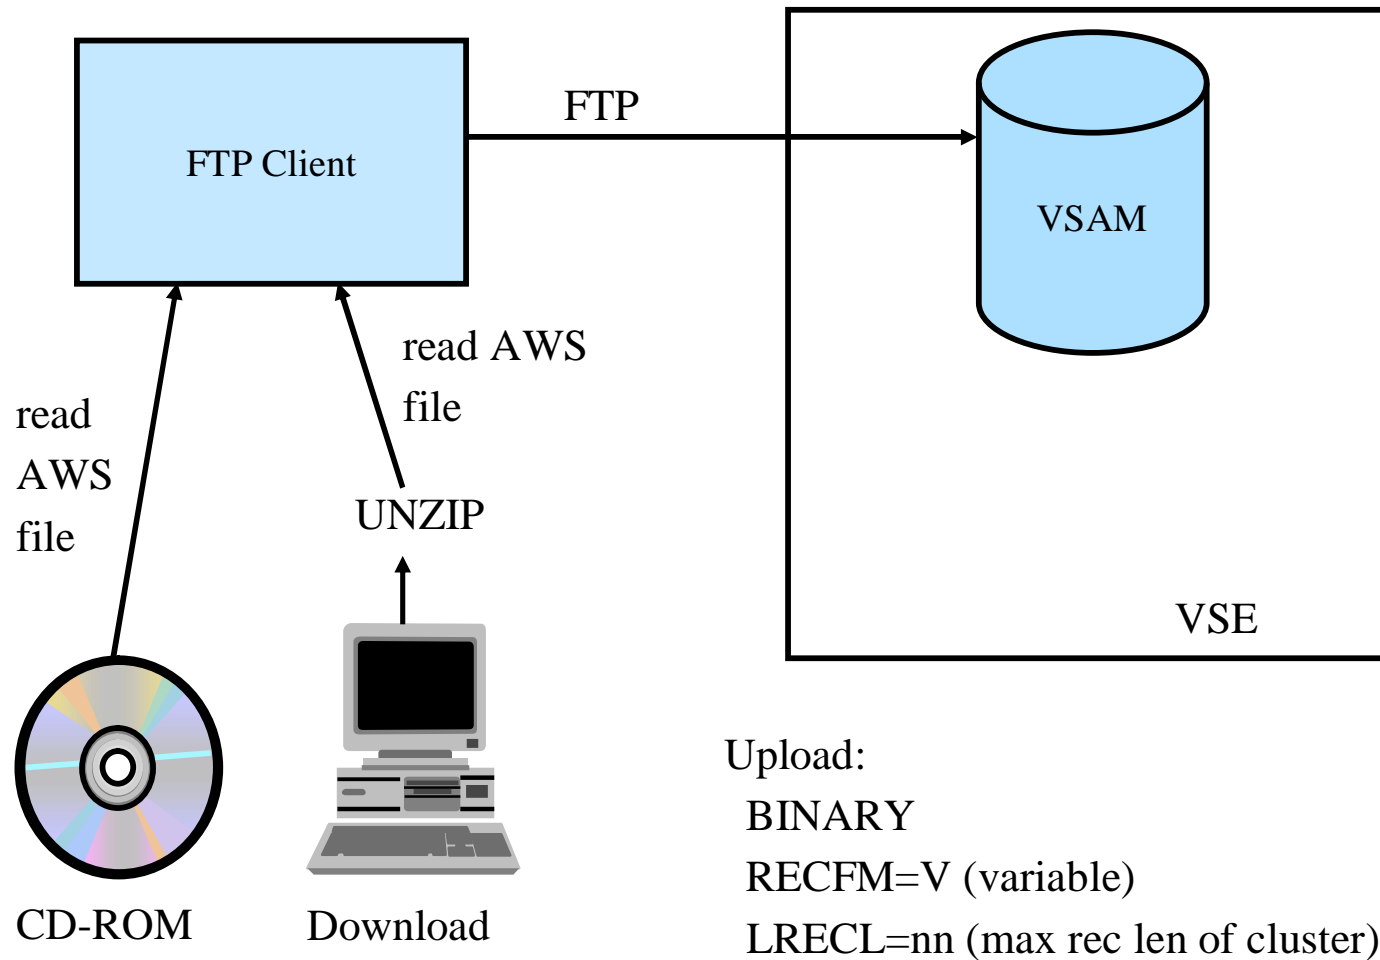 FTP
FTP Client
VSAM
read AWS
file
read
AWS
file
UNZIP
VSE
Upload:
BINARY
RECFM=V (variable)
LRECL=nn (max rec len of cluster)
CD-ROM
Download